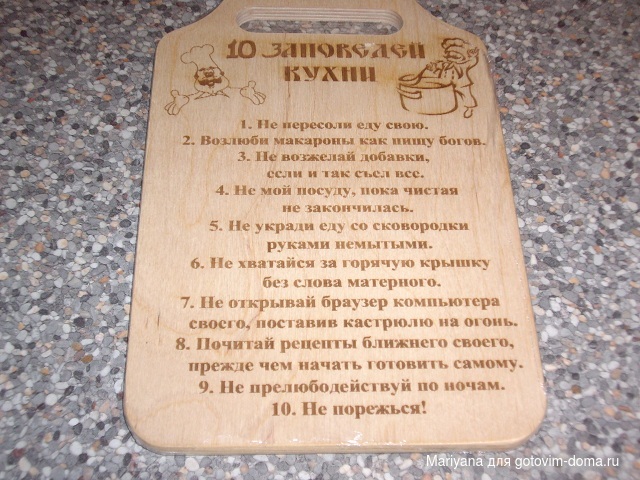 10 ЗАПОВЕДЕЙ
КУХНИ
1. Не пересоли еду свою.
2. Возлюби макароны как пищу богов.
3. Не возжелай добавки,
если и так съел все.
4. Не мой посуду, пока чистая
не закончилась.
5. Не укради еду со сковородки
руками немытыми.
6. Не хватайся за горячую крышку
без слова матерного.
7. Не открывай браузер компьютера
своего, поставив кастрюлю на огонь.
8. Почитай рецепты ближнего своего,
прежде чем начать готовить самому.
9. Не прелюбодействуй по ночам.
10. Не порежься!
Mariyana для gotovim-doma.ru